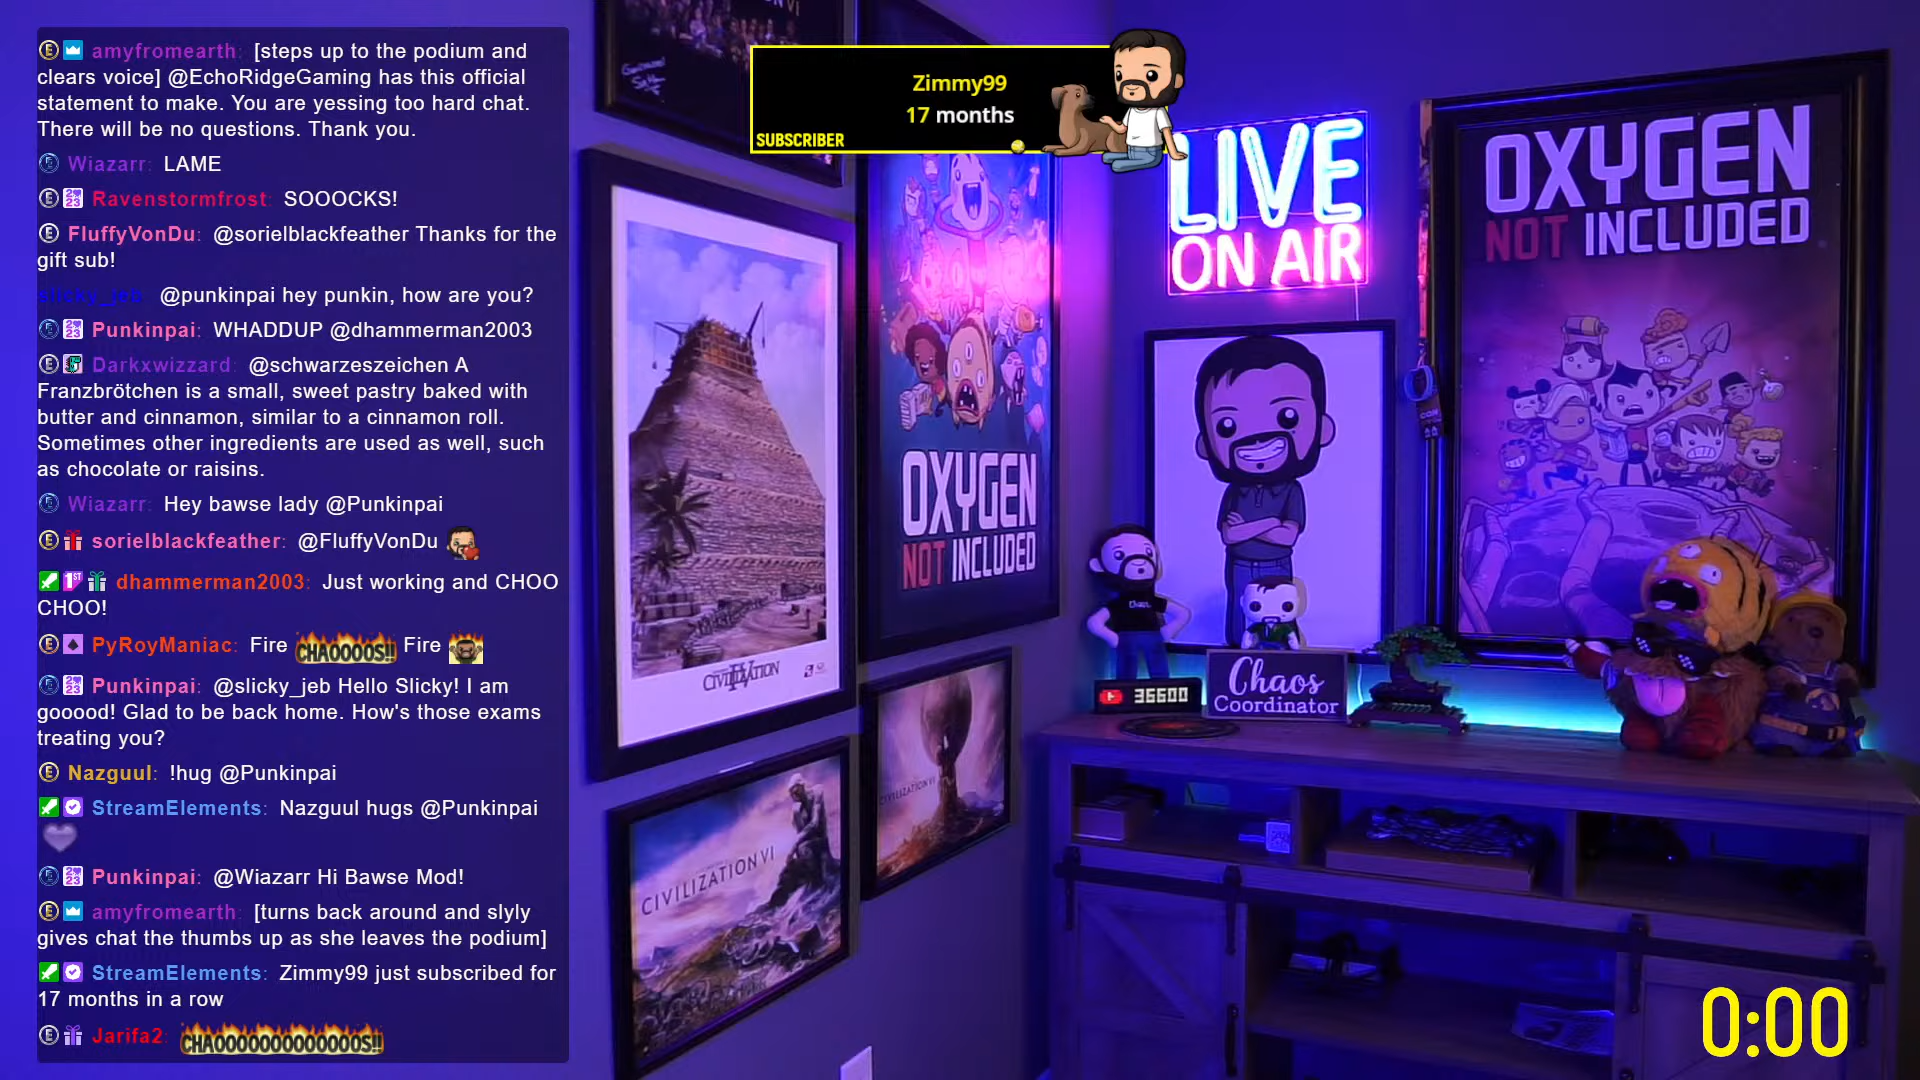 amyfromearth: [steps up to the podium and
clears voice] @EchoRidgeGaming has this official
statement to make. You are yessing too hard chat.
There will be no questions. Thank you.
Wiazarr: LAME
Ravenstormfrost: SOOOCKS!
FluffyVonDu: @sorielblackfeather Thanks for the
gift sub!
slicky_jeb: @punkinpai hey punkin, how are you?
Punkinpai: WHADDUP @dhammerman2003
Darkxwizzard: @schwarzeszeichen A
Franzbrötchen is a small, sweet pastry baked with
butter and cinnamon, similar to a cinnamon roll.
Sometimes other ingredients are used as well, such
as chocolate or raisins.
Wiazarr: Hey bawse lady @Punkinpai
sorielblackfeather: @FluffyVonDu
dhammerman2003: Just working and CHOO
CHOO!
PyRoyManiac: Fire CHAOOOOS!! Fire
Punkinpai: @slicky_jeb Hello Slicky! I am
gooood! Glad to be back home. How's those exams
treating you?
Nazguul: !hug @Punkinpai
StreamElements: Nazguul hugs @Punkinpai
Punkinpai: @Wiazarr Hi Bawse Mod!
amyfromearth: [turns back around and slyly
gives chat the thumbs up as she leaves the podium]
StreamElements: Zimmy99 just subscribed for
17 months in a row
Jarifa2: CHAOOOOOOOOOOOOS!!
Zimmy99
17 months
SUBSCRIBER
LIVE
ON AIR
OXYGEN
NOT INCLUDED
OXYGEN
NOT INCLUDED
CIVILIZATION
IV
CIVILIZATION VI
CIVILIZATION VI
36600
Chaos
Coordinator
0:00